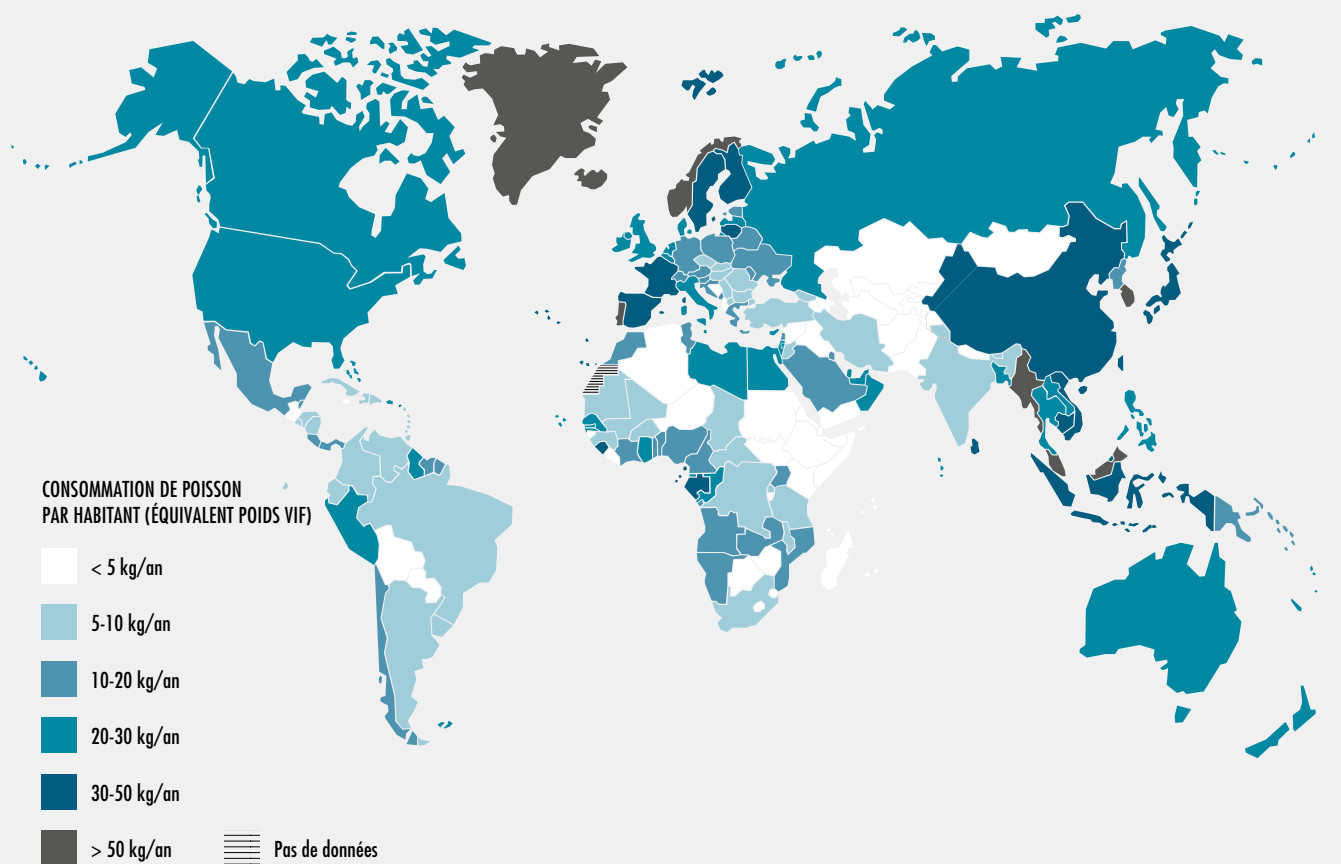 CONSOMMATION DE POISSON
PAR HABITANT (ÉQUIVALENT POIDS VIF)
< 5 kg/an
5-10 kg/an
10-20 kg/an
20-30 kg/an
30-50 kg/an
> 50 kg/an
Pas de données